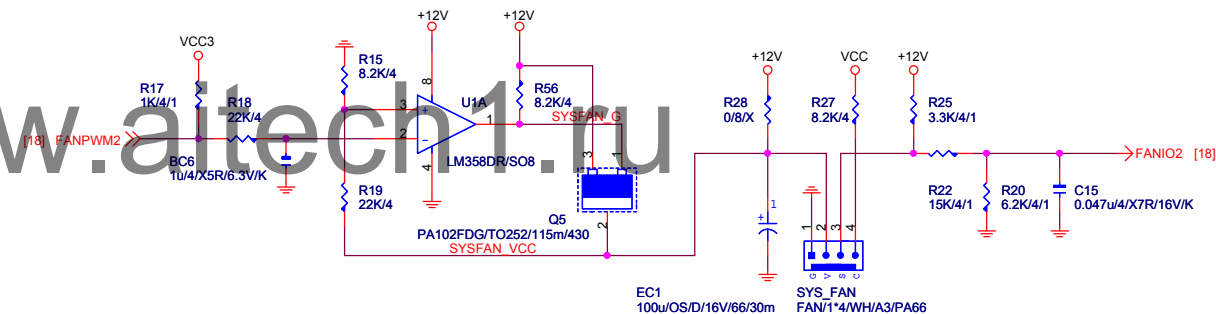 +12V
+12V
VCC3
R17
1K/4/1
R18
22K/4
[18] FANPWM2
BC6
1u/4/X5R/6.3V/K
R15
8.2K/4
8
3
+
2
-
U1A
1
4
LM358DR/SO8
R19
22K/4
R56
8.2K/4
SYSFAN_G
3
1
Q5
2
PA102FDG/TO252/115m/430
SYSFAN_VCC
+12V
VCC
+12V
R28
0/8/X
R27
8.2K/4
R25
3.3K/4/1
FANIO2 [18]
R22
15K/4/1
R20
6.2K/4/1
C15
0.047u/4/X7R/16V/K
+
1
EC1
100u/OS/D/16V/66/30m
1 2 3 4
G V S C
SYS_FAN
FAN/1*4/WH/A3/PA66
w.aitech1.ru